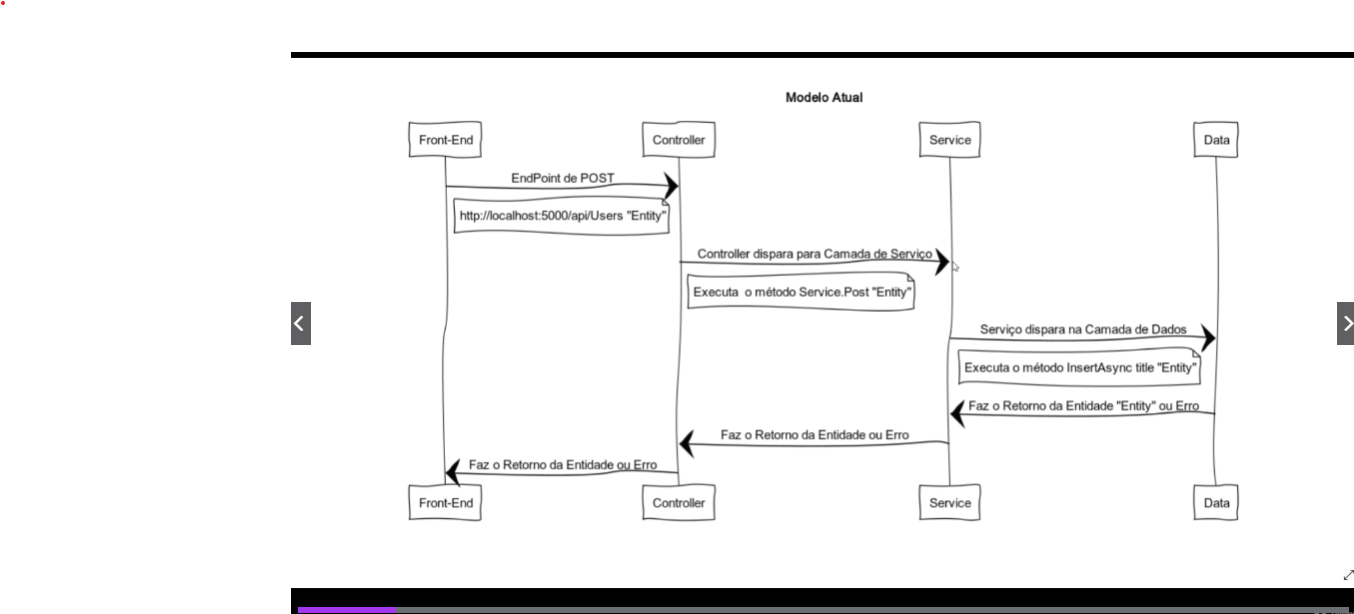 Modelo Atual
Front-End
Controller
Service
Data
EndPoint de POST
http://localhost:5000/api/Users "Entity"
Controller dispara para Camada de Serviço
Executa o método Service.Post "Entity"
Serviço dispara na Camada de Dados
Executa o método InsertAsync title "Entity"
Faz o Retorno da Entidade "Entity" ou Erro
Faz o Retorno da Entidade ou Erro
Faz o Retorno da Entidade ou Erro
Front-End
Controller
Service
Data